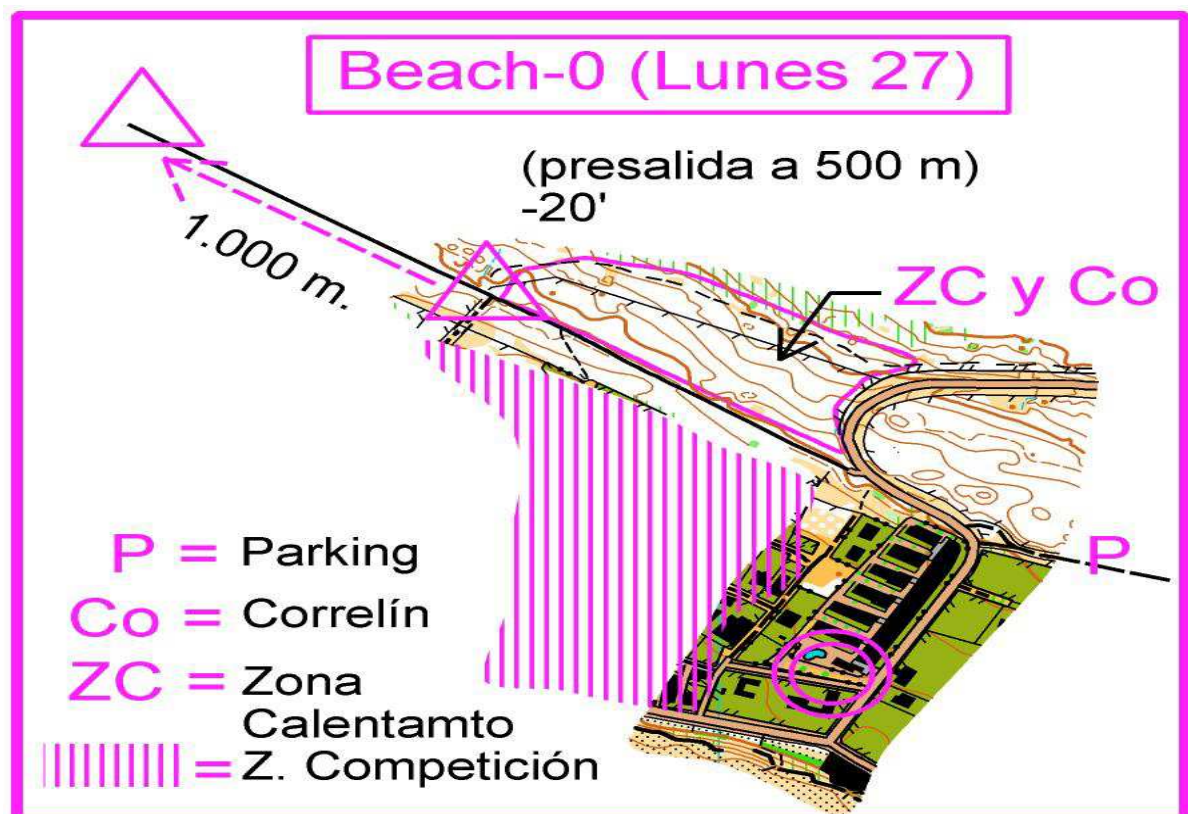 Beach-0 (Lunes 27)
(presalida a 500 m)
-20'
1.000 m.
ZC y Co
P
P = Parking
Co = Correlín
ZC = Zona
Calentamto
= Z. Competición